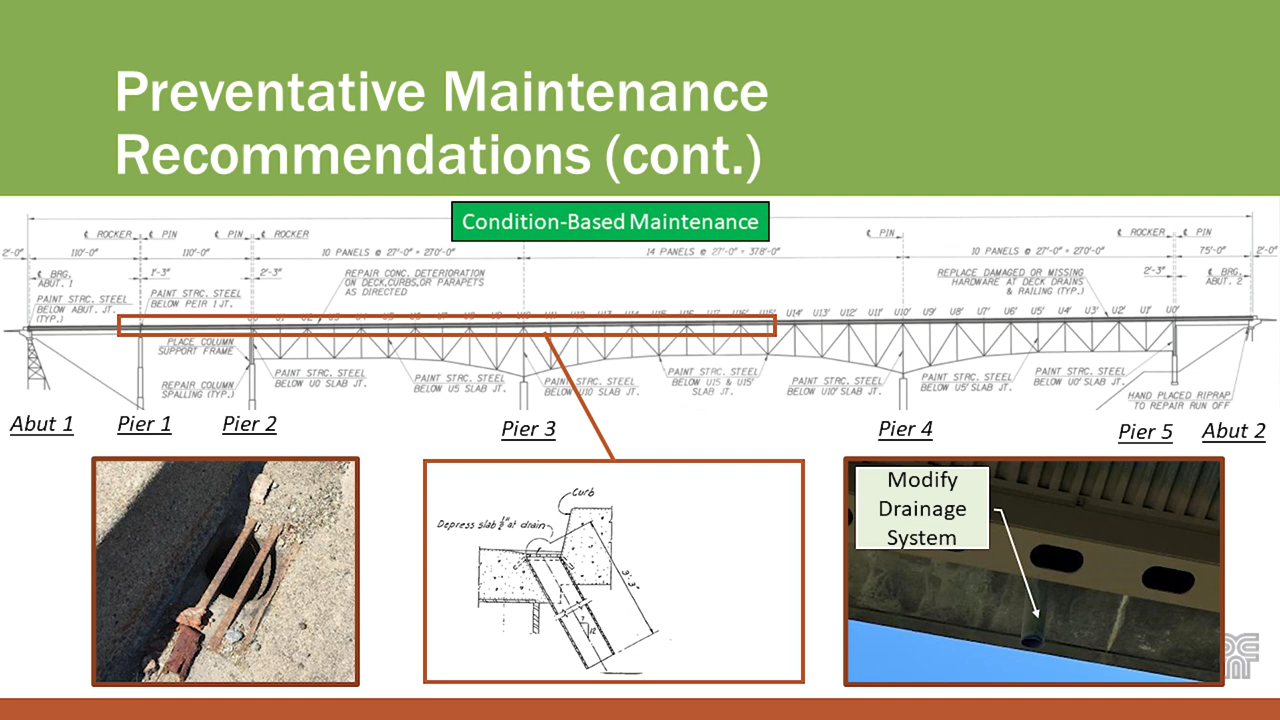 Preventative Maintenance
Recommendations (cont.)
Condition-Based Maintenance
℄ ROCKER ℄ PIN ℄ PIN ℄ ROCKER ℄ PIN ℄ ROCKER ℄ PIN
2'-0" 110'-0" 110'-0" 10 PANELS @ 27'-0" = 270'-0" 14 PANELS @ 27'-0" = 378'-0" 10 PANELS @ 27'-0" = 270'-0" 75'-0" 2'-0"
℄ BRG.
ABUT. 1
1'-3"
2'-3"
REPAIR CONC. DETERIORATION
ON DECK,CURBS,OR PARAPETS
AS DIRECTED
REPLACE DAMAGED OR MISSING
HARDWARE AT DECK DRAINS
& RAILING (TYP.)
2'-3"
℄ BRG.
ABUT. 2
PAINT STRC. STEEL
BELOW ABUT. JT.
(TYP.)
PAINT STRC. STEEL
BELOW PEIR 1 JT.
U14' U13' U12' U11' U10' U9' U8' U7' U6' U5' U4' U3' U2' U1' U0'
PLACE COLUMN
SUPPORT FRAME
REPAIR COLUMN
SPALLING (TYP.)
PAINT STRC. STEEL
BELOW U0 SLAB JT.
PAINT STRC. STEEL
BELOW U5 SLAB JT.
PAINT STRC. STEEL
BELOW U10 SLAB JT.
PAINT STRC. STEEL
BELOW U15 & U15'
SLAB JT.
PAINT STRC. STEEL
BELOW U10' SLAB JT.
PAINT STRC. STEEL
BELOW U5' SLAB JT.
PAINT STRC. STEEL
BELOW U0' SLAB JT.
HAND PLACED RIPRAP
TO REPAIR RUN OFF
Abut 1 Pier 1 Pier 2 Pier 3 Pier 4 Pier 5 Abut 2
Curb
Depress slab ½" at drain
3'-3"
7
12
Modify
Drainage
System